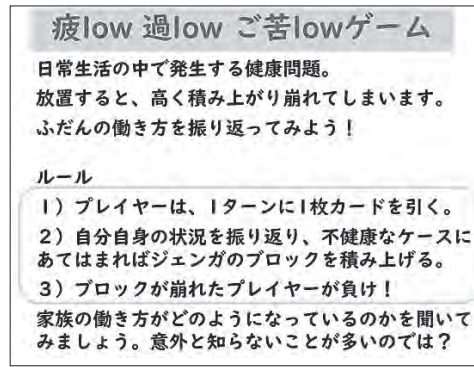 疲low 過low ご苦lowゲーム
日常生活の中で発生する健康問題。
放置すると、高く積み上がり崩れてしまいます。
ふだんの働き方を振り返ってみよう！
ルール
1）プレイヤーは、1ターンに1枚カードを引く。
2）自分自身の状況を振り返り、不健康なケースに
あてはまればジェンガのブロックを積み上げる。
3）ブロックが崩れたプレイヤーが負け！
家族の働き方がどのようになっているのかを聞いて
みましょう。意外と知らないことが多いのでは？